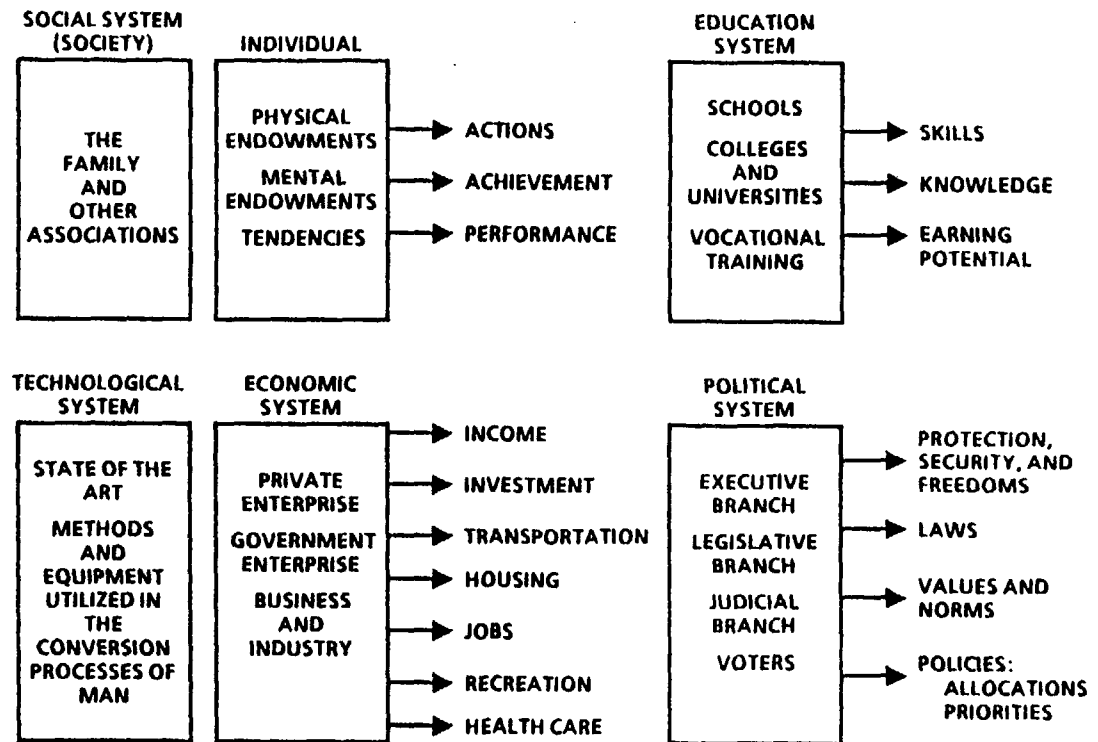 SOCIAL SYSTEM
(SOCIETY)
THE
FAMILY
AND
OTHER
ASSOCIATIONS
INDIVIDUAL
PHYSICAL
ENDOWMENTS
MENTAL
ENDOWMENTS
TENDENCIES
ACTIONS
ACHIEVEMENT
PERFORMANCE
EDUCATION
SYSTEM
SCHOOLS
COLLEGES
AND
UNIVERSITIES
VOCATIONAL
TRAINING
SKILLS
KNOWLEDGE
EARNING
POTENTIAL
TECHNOLOGICAL
SYSTEM
STATE OF THE
ART
METHODS
AND
EQUIPMENT
UTILIZED IN
THE
CONVERSION
PROCESSES OF
MAN
ECONOMIC
SYSTEM
PRIVATE
ENTERPRISE
GOVERNMENT
ENTERPRISE
BUSINESS
AND
INDUSTRY
INCOME
INVESTMENT
TRANSPORTATION
HOUSING
JOBS
RECREATION
HEALTH CARE
POLITICAL
SYSTEM
EXECUTIVE
BRANCH
LEGISLATIVE
BRANCH
JUDICIAL
BRANCH
VOTERS
PROTECTION,
SECURITY, AND
FREEDOMS
LAWS
VALUES AND
NORMS
POLICIES:
ALLOCATIONS
PRIORITIES